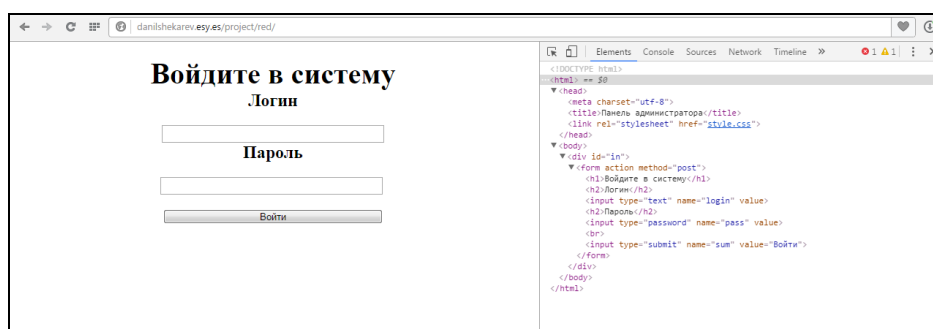 danilshekarev.esy.es/project/red/
Войдите в систему
Логин
Пароль
Войти
Elements Console Sources Network Timeline » 1 1
<!DOCTYPE html>
<html> == $0
<head>
<meta charset="utf-8">
<title>Панель администратора</title>
<link rel="stylesheet" href="style.css">
</head>
<body>
<div id="in">
<form action method="post">
<h1>Войдите в систему</h1>
<h2>Логин</h2>
<input type="text" name="login" value>
<h2>Пароль</h2>
<input type="password" name="pass" value>
<br>
<input type="submit" name="sum" value="Войти">
</form>
</div>
</body>
</html>